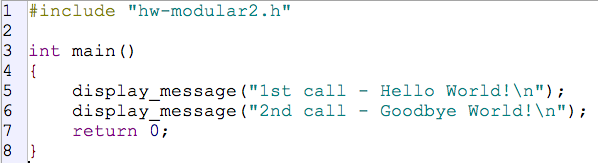 1 #include "hw-modular2.h"
2
3 int main()
4 {
5     display_message("1st call - Hello World!\n");
6     display_message("2nd call - Goodbye World!\n");
7     return 0;
8 }